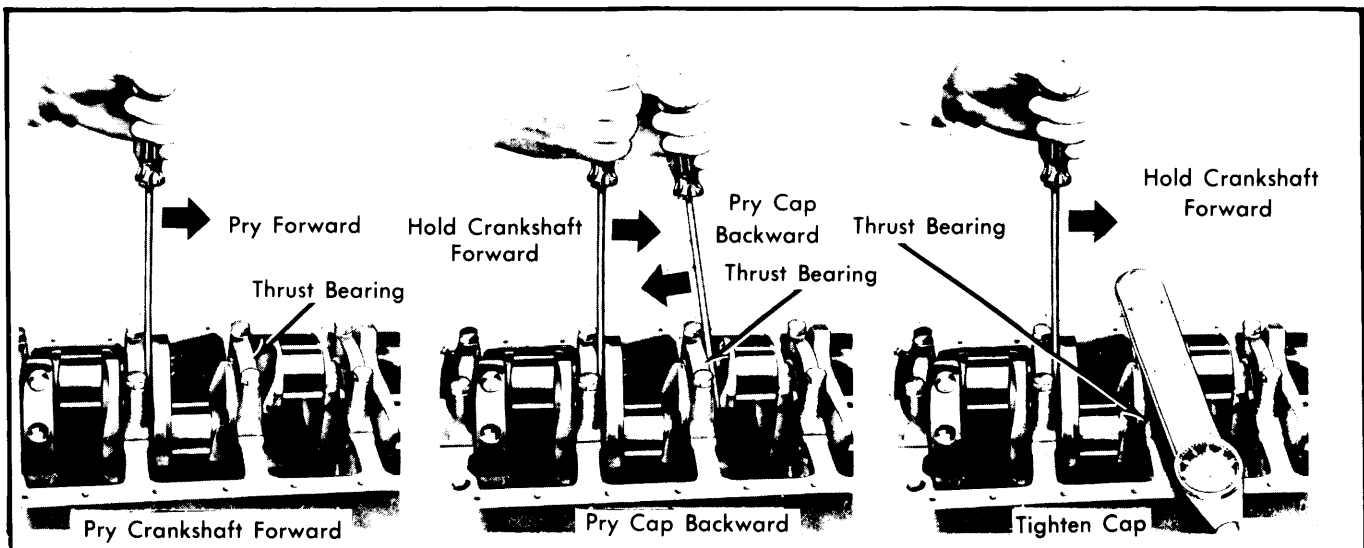 Pry Forward
Thrust Bearing
Pry Crankshaft Forward
Hold Crankshaft
Forward
Pry Cap
Backward
Thrust Bearing
Pry Cap Backward
Thrust Bearing
Hold Crankshaft
Forward
Tighten Cap